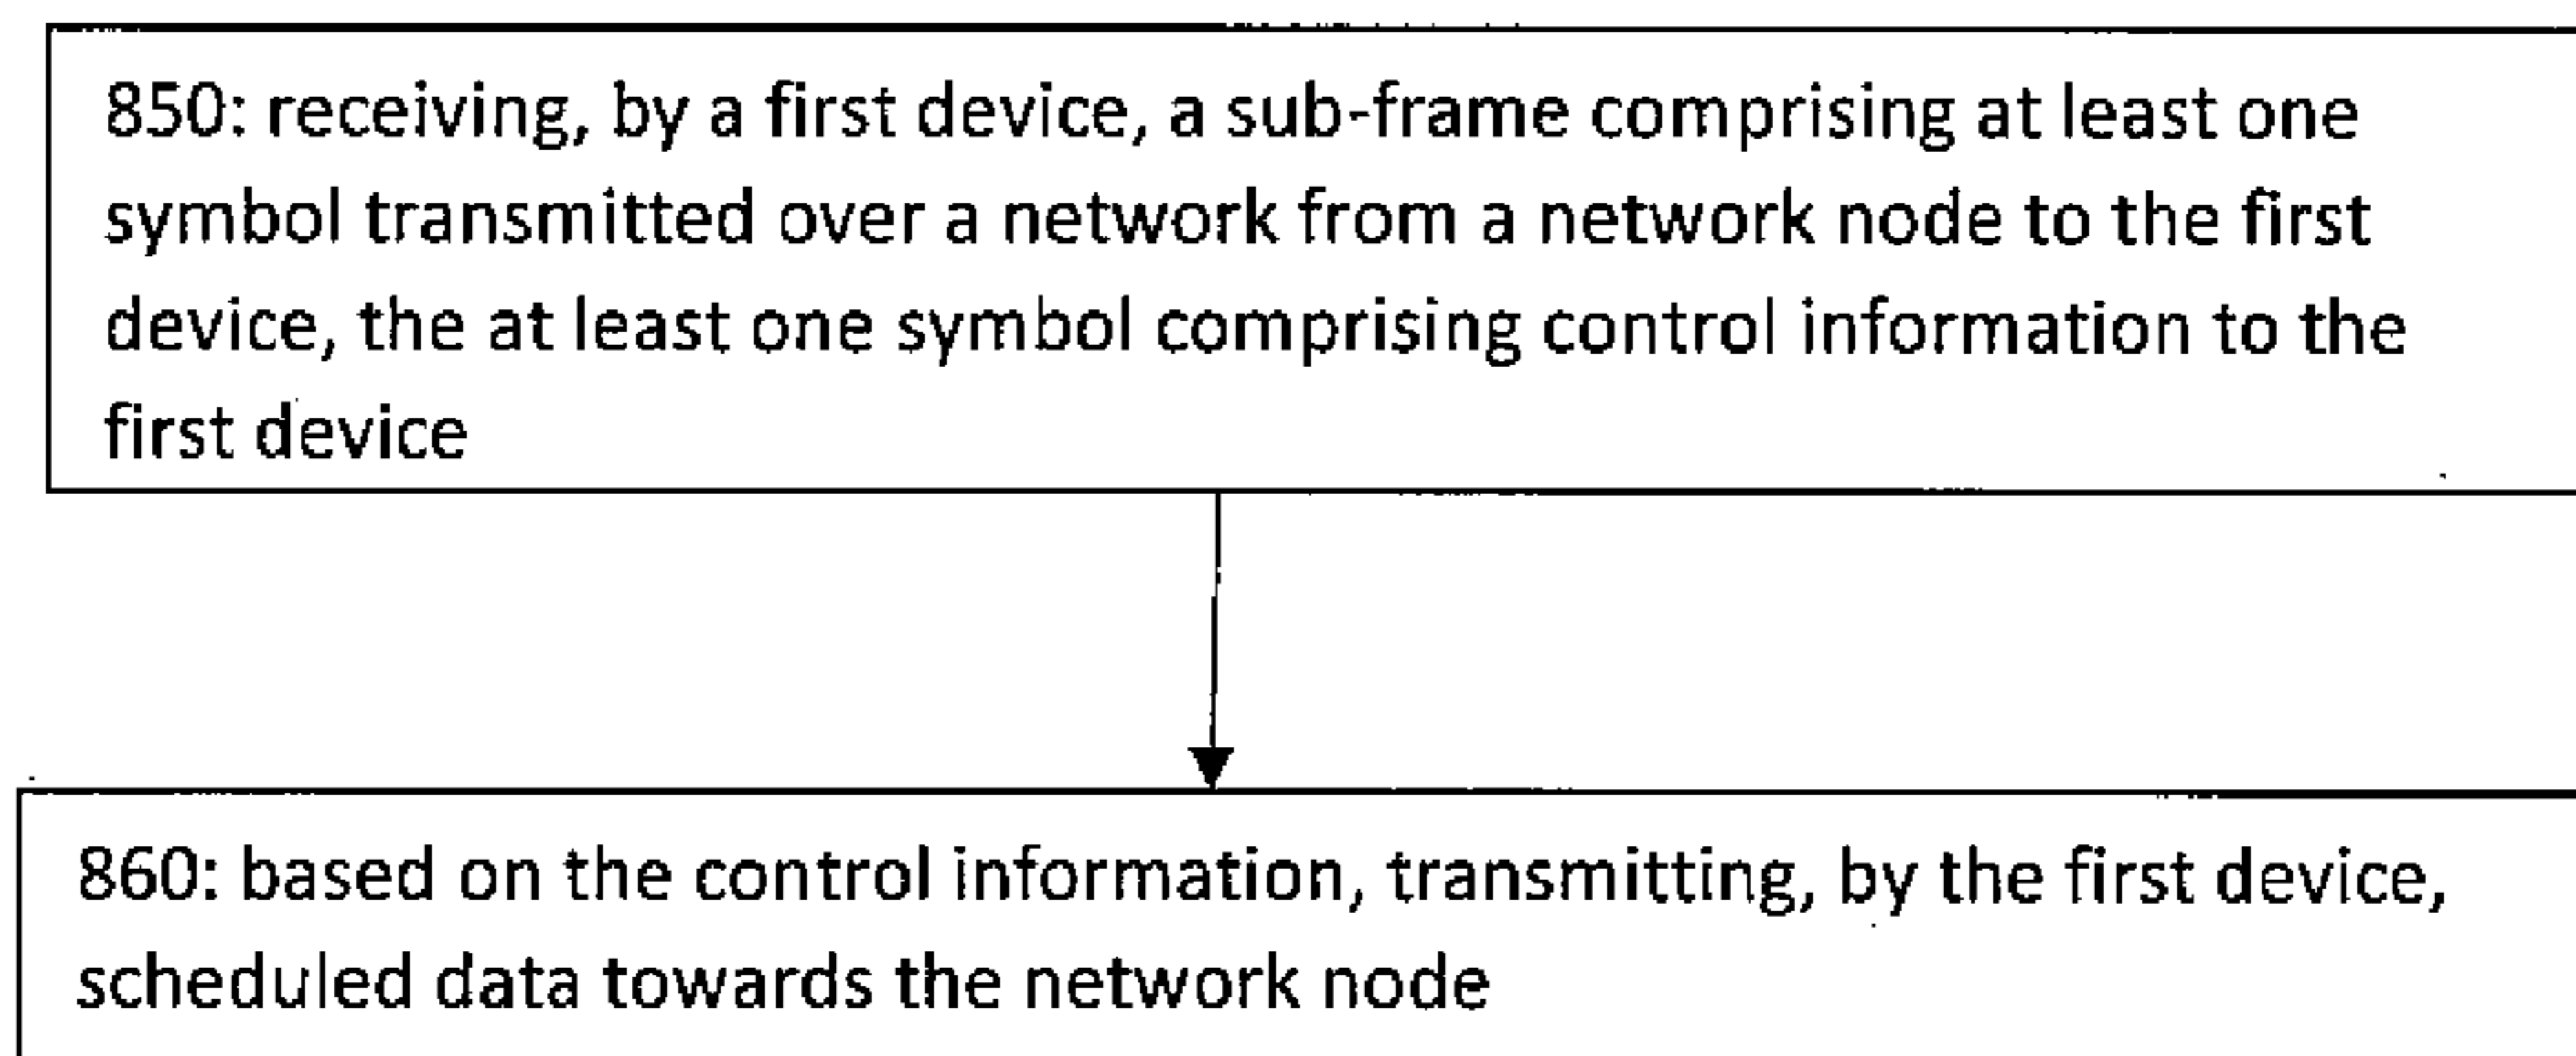 850: receiving, by a first device, a sub-frame comprising at least one
symbol transmitted over a network from a network node to the first
device, the at least one symbol comprising control information to the
first device
860: based on the control information, transmitting, by the first device,
scheduled data towards the network node